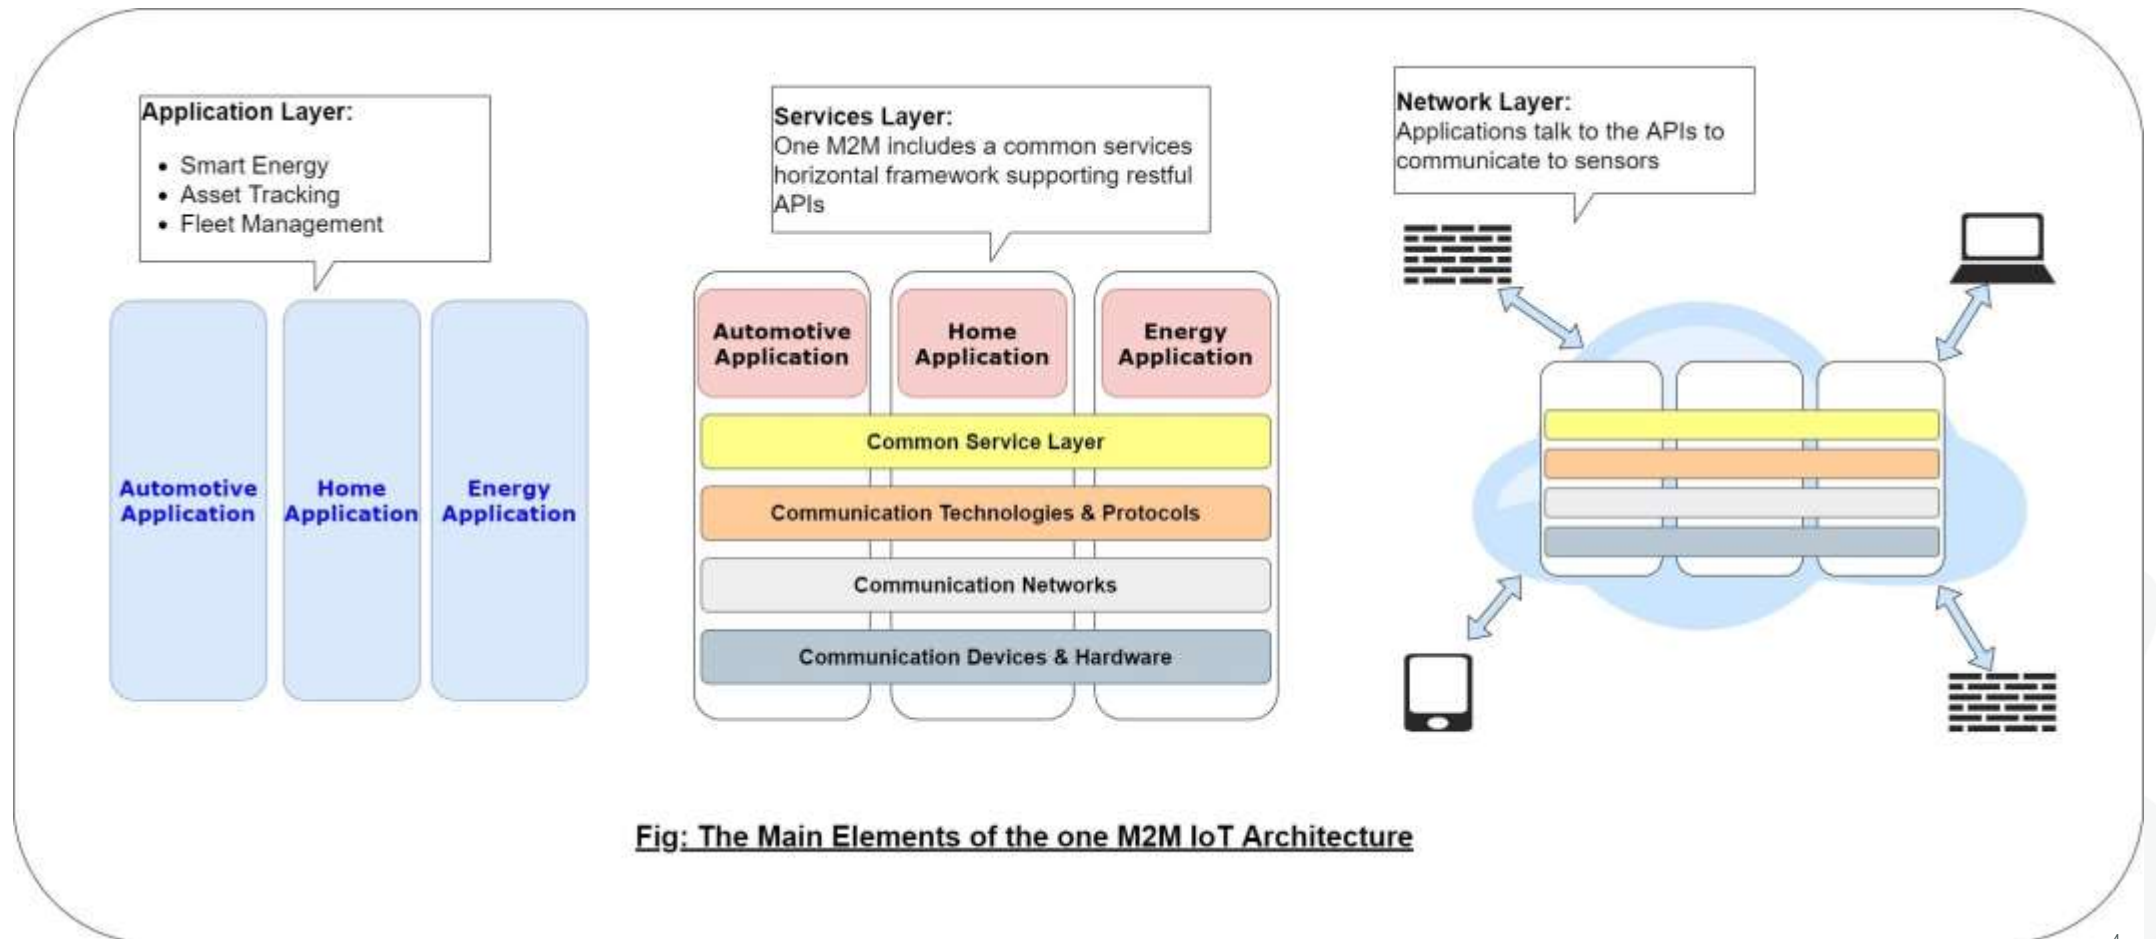 Application Layer:
• Smart Energy
• Asset Tracking
• Fleet Management
Automotive
Application
Home
Application
Energy
Application
Services Layer:
One M2M includes a common services
horizontal framework supporting restful
APIs
Automotive
Application
Home
Application
Energy
Application
Common Service Layer
Communication Technologies & Protocols
Communication Networks
Communication Devices & Hardware
Network Layer:
Applications talk to the APIs to
communicate to sensors
Fig: The Main Elements of the one M2M IoT Architecture